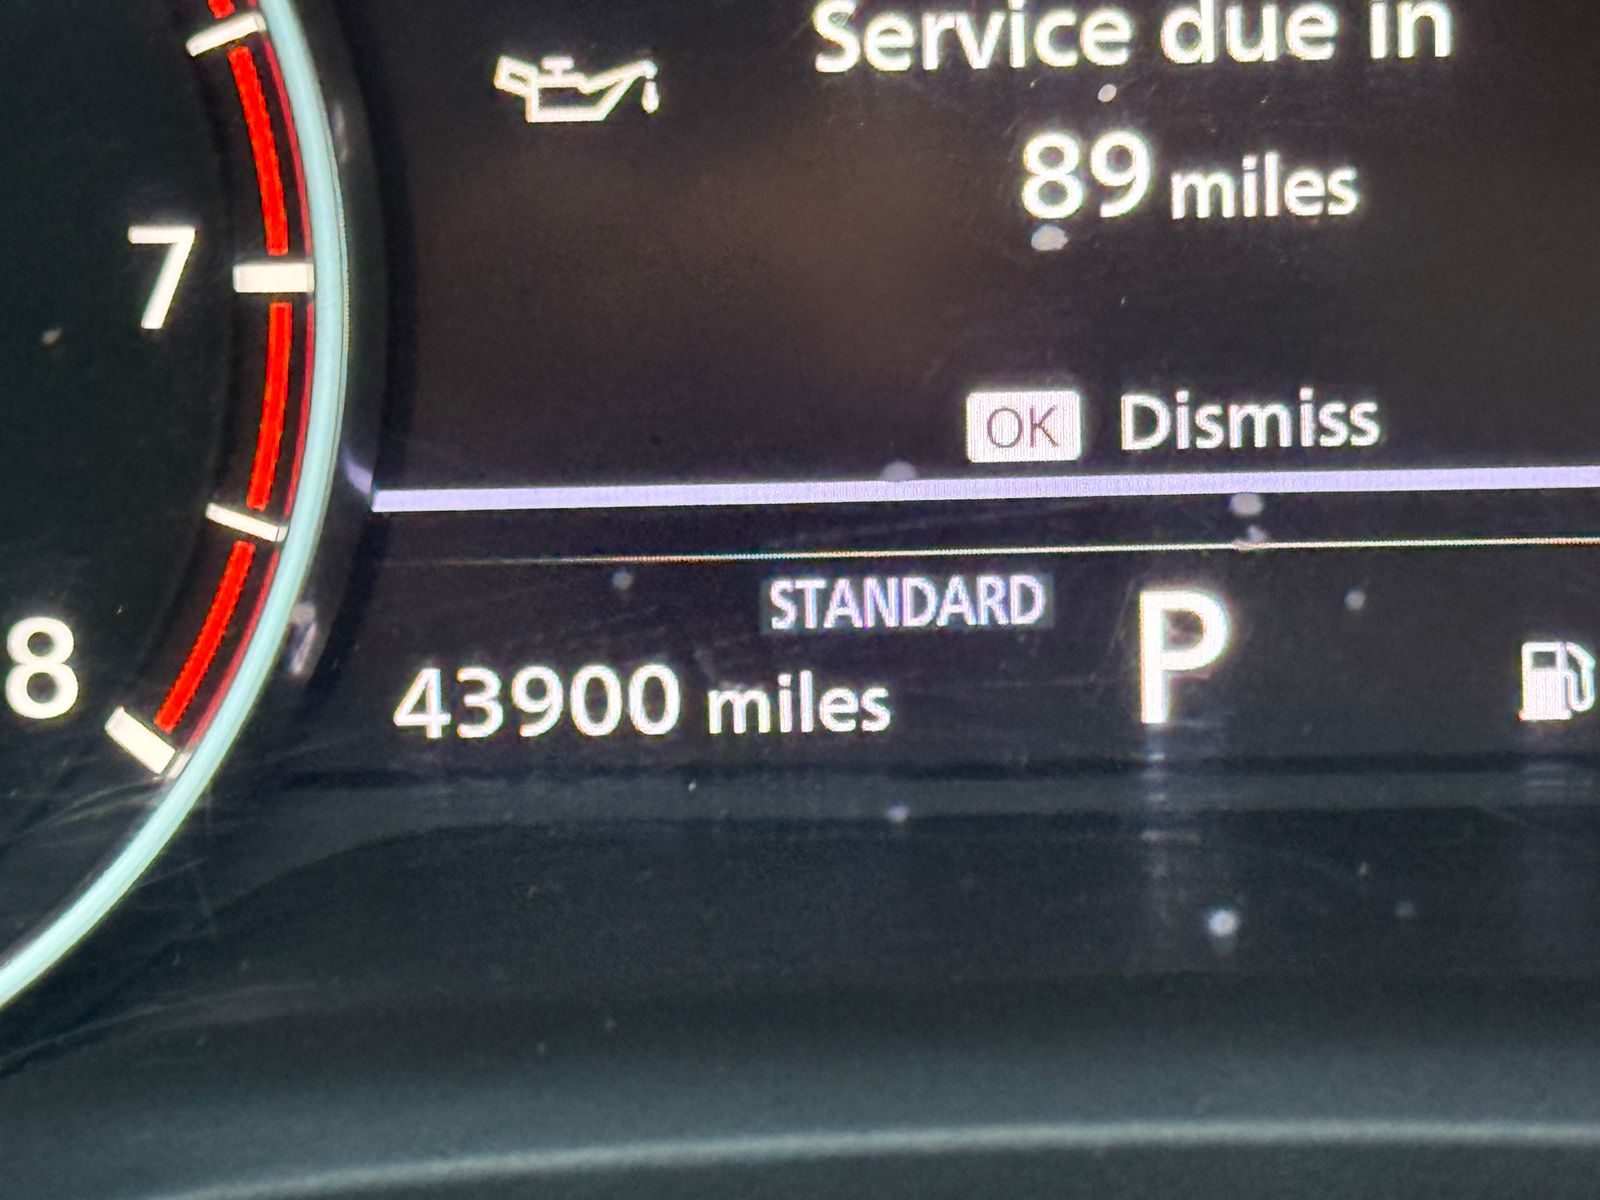 Service due in
89 miles
7
OK Dismiss
STANDARD
P
8
43900 miles